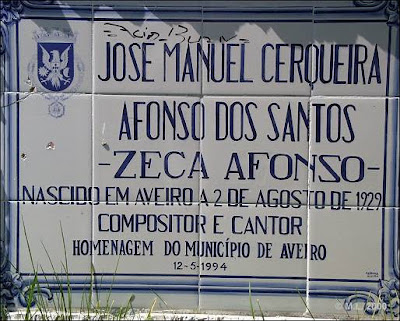 JOSÉ MANUEL CERQUEIRA
AFONSO DOS SANTOS
-ZECA AFONSO-
NASCIDO EM AVEIRO A 2 DE AGOSTO DE 1929
COMPOSITOR E CANTOR
HOMENAGEM DO MUNICÍPIO DE AVEIRO
12-5-1994